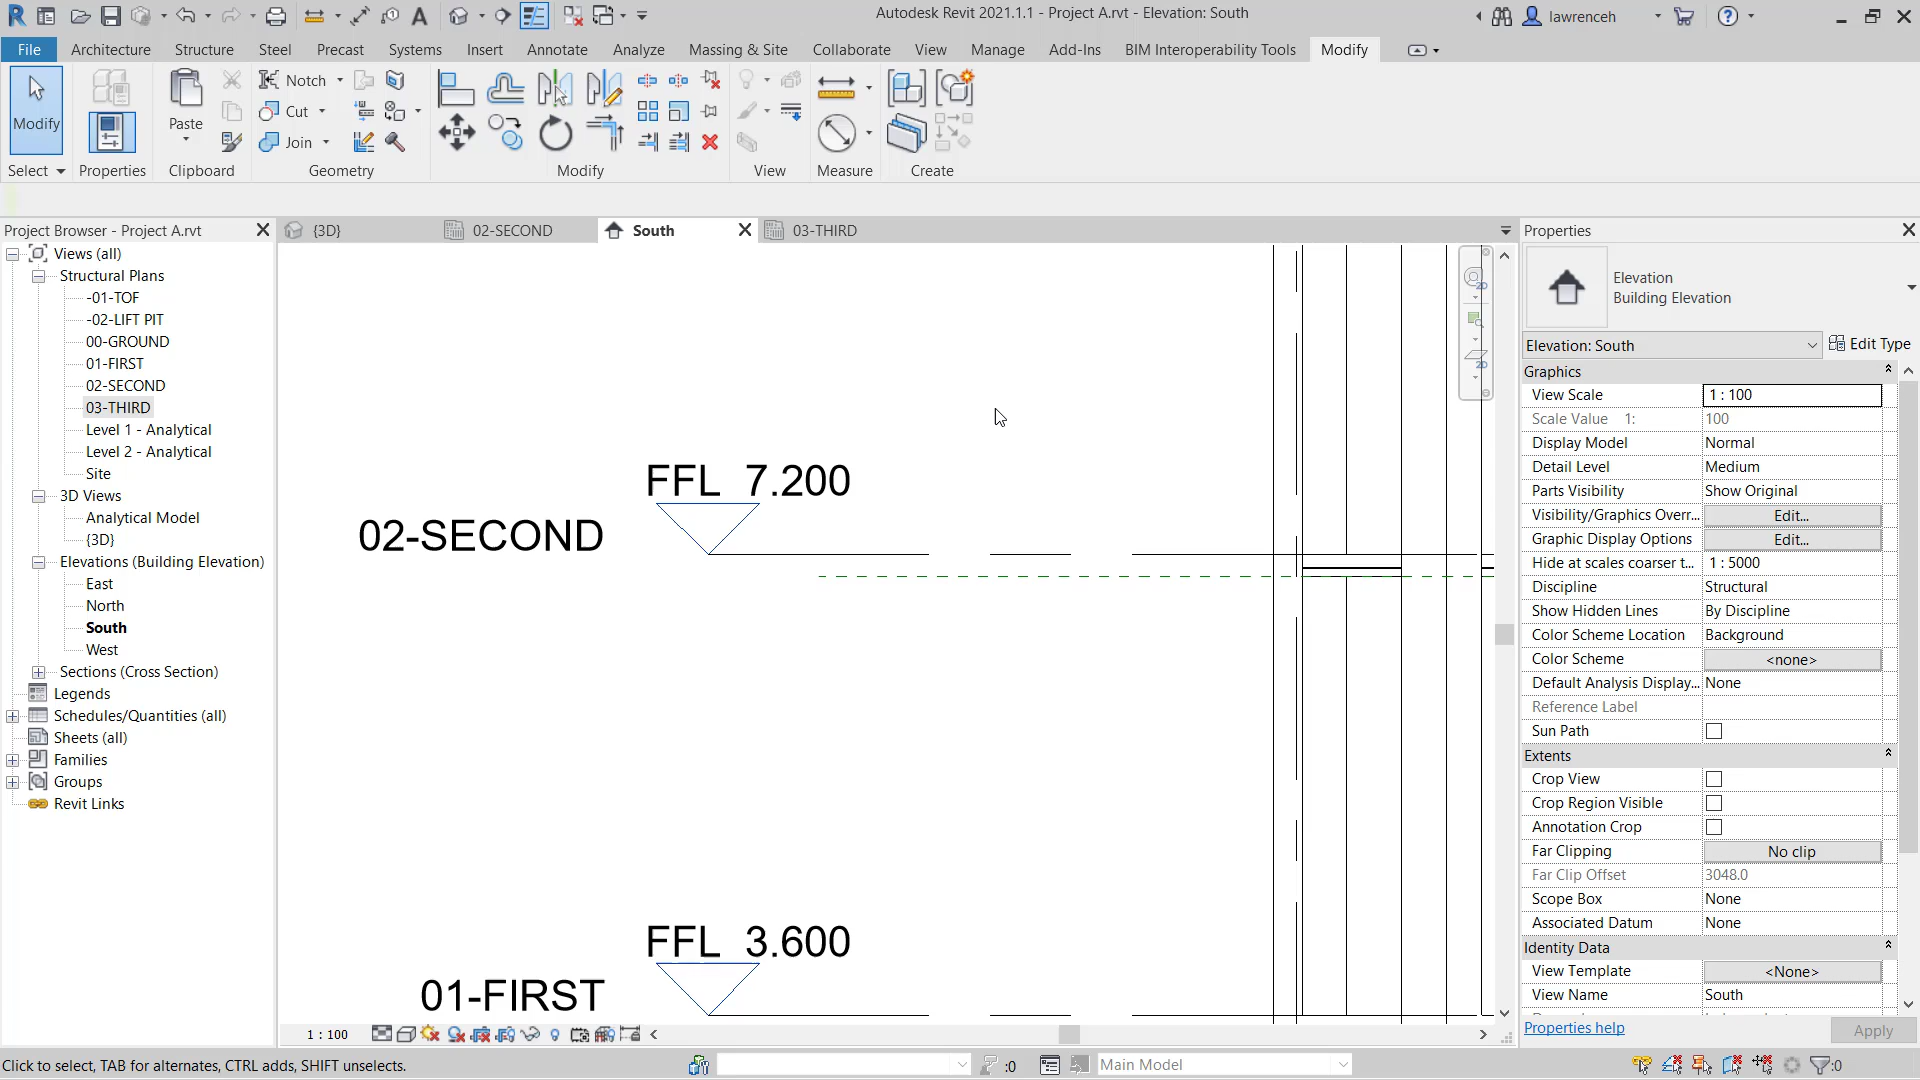 Autodesk Revit 2021.1.1 - Project A.rvt - Elevation: South
lawrenceh
File
Architecture
Structure
Steel
Precast
Systems
Insert
Annotate
Analyze
Massing & Site
Collaborate
View
Manage
Add-Ins
BIM Interoperability Tools
Modify
Modify
Paste
Notch
Cut
Join
Select
Properties
Clipboard
Geometry
Modify
View
Measure
Create
Project Browser - Project A.rvt
Views (all)
Structural Plans
-01-TOF
-02-LIFT PIT
00-GROUND
01-FIRST
02-SECOND
03-THIRD
Level 1 - Analytical
Level 2 - Analytical
Site
3D Views
Analytical Model
{3D}
Elevations (Building Elevation)
East
North
South
West
Sections (Cross Section)
Legends
Schedules/Quantities (all)
Sheets (all)
Families
Groups
Revit Links
{3D}
02-SECOND
South
03-THIRD
2D
2D
FFL 7.200
02-SECOND
FFL 3.600
01-FIRST
1 : 100
Properties
Elevation
Building Elevation
Elevation: South
Edit Type
Graphics
View Scale 1 : 100
Scale Value 1: 100
Display Model Normal
Detail Level Medium
Parts Visibility Show Original
Visibility/Graphics Overr... Edit...
Graphic Display Options Edit...
Hide at scales coarser t... 1 : 5000
Discipline Structural
Show Hidden Lines By Discipline
Color Scheme Location Background
Color Scheme <none>
Default Analysis Display... None
Reference Label
Sun Path
Extents
Crop View
Crop Region Visible
Annotation Crop
Far Clipping No clip
Far Clip Offset 3048.0
Scope Box None
Associated Datum None
Identity Data
View Template <None>
View Name South
Properties help
Apply
Click to select, TAB for alternates, CTRL adds, SHIFT unselects.
:0
Main Model
:0